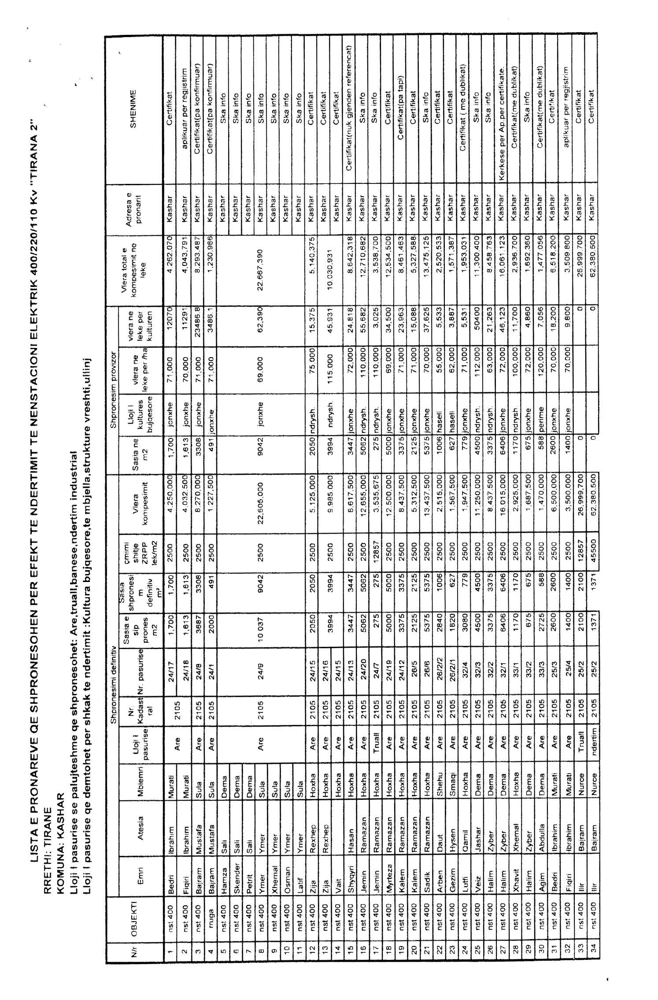 LISTA E PRONAREVE QE SHPRONESOHEN PER EFEKT TE NDERTIMIT TE NENSTACIONI ELEKTRIK 400/220/110 Kv "TIRANA 2"
RRETHI: TIRANE
KOMUNA: KASHAR
Lloji I pasurise se palujteshme qe shpronesohet: Are,truall,banese,ndertim industrial
Lloji I pasurise qe demtohet per shkak te ndertimit :Kultura bujqesore,te mbjella,strukture vreshti,ullinj
Shpronesimi definitiv Shpronesim provizor
N/r OBJEKTI Emri Atesia Mbiemri Lloji I pasurise Nr. Kadastral Nr. pasurise Sasia e sip prones m2 Sasia shpronesim definitiv m² çmimi shitje ZRPP lek/m2 Vlera kompesimit Sasia ne m2 Lloji I kultures bujqesore vlera ne leke per /ha vlera ne leke per kulturen Vlera total e kompesimit ne leke Adresa e pronarit SHENIME
1 nst 400 Bedri Ibrahim Murati Are 2105 24/17 1,700 1,700 2500 4,250,000 1,700 jonxhe 71,000 12070 4,262,070 Kashar Certifikat
2 nst 400 Fiqiri Ibrahim Murati 24/18 1,613 1,613 2500 4,032,500 1,613 jonxhe 70,000 11291 4,043,791 Kashar aplikuar per regjistrim
3 nst 400 Bajram Mustafa Sula Are 2105 24/8 3687 3308 2500 8,270,000 3308 jonxhe 71,000 23486.8 8,293,487 Kashar Certifikat(pa konfirmuar)
4 rruga Bajram Mustafa Sula Are 2105 24/1 2000 491 2500 1,227,500 491 jonxhe 71,000 3486.1 1,230,986 Kashar Certifikat(pa konfirmuar)
5 nst 400 Hamza Sali Dema Kashar Ska info
6 nst 400 Skender Sali Dema Kashar Ska info
7 nst 400 Petrit Sali Dema Kashar Ska info
8 nst 400 Ymer Ymer Sula Are 2105 24/9 10 037 9042 2500 22,605,000 9042 jonxhe 69,000 62,390 22,667,390 Kashar Ska info
9 nst 400 Xhemal Ymer Sula Kashar Ska info
10 nst 400 Osman Ymer Sula Kashar Ska info
11 nst 400 Latif Ymer Sula Kashar Ska info
12 nst 400 Zija Rexhep Hoxha Are 2105 24/15 2050 2050 2500 5,125,000 2050 ndrysh. 75,000 15,375 5,140,375 Kashar Certifikat
13 nst 400 Zija Rexhep Hoxha Are 2105 24/16 3994 3994 2500 9,985,000 3994 ndrysh. 115,000 45,931 10,030,931 Kashar Certifikat
14 nst 400 Vait Hoxha Are 2105 24/15 Kashar Certifikat
15 nst 400 Shyqyri Hasan Hoxha Are 2105 24/13 3447 3447 2500 8,617,500 3447 jonxhe 72,000 24,818 8,642,318 Kashar Certifikat(nuk gjenden referencat)
16 nst 400 Jemin Ramazan Hoxha Are 2105 24/20 5062 5062 2500 12,655,000 5062 ndrysh. 110,000 55,682 12,710,682 Kashar Ska info
17 nst 400 Jemin Ramazan Hoxha Truall 2105 24/7 275 275 12857 3,535,675 275 ndrysh. 110,000 3,025 3,538,700 Kashar Ska info
18 nst 400 Myrteza Ramazan Hoxha Are 2105 24/19 5000 5000 2500 12,500,000 5000 jonxhe 69,000 34,500 12,534,500 Kashar Certifikat
19 nst 400 Kalem Ramazan Hoxha Are 2105 24/12 3375 3375 2500 8,437,500 3375 jonxhe 71,000 23,963 8,461,463 Kashar Certifikat(pa tapi)
20 nst 400 Kalem Ramazan Hoxha Are 2105 26/5 2125 2125 2500 5,312,500 2125 jonxhe 71,000 15,088 5,327,588 Kashar Certifikat
21 nst 400 Sadik Ramazan Hoxha Are 2105 26/6 5375 5375 2500 13,437,500 5375 jonxhe 70,000 37,625 13,475,125 Kashar Ska info
22 nst 400 Arben Daut Shehu Are 2105 26/2/2 2840 1006 2500 2,515,000 1006 hasell 55,000 5,533 2,520,533 Kashar Certifikat
23 nst 400 Gezim Hysen Smaqi Are 2105 26/2/1 1820 627 2500 1,567,500 627 hasell 62,000 3,887 1,571,387 Kashar Certifikat
24 nst 400 Lutfi Qamil Hoxha Are 2105 32/4 3080 779 2500 1,947,500 779 jonxhe 71,000 5,531 1,953,031 Kashar Certifikat ( me dublikat)
25 nst 400 Veiz Jashar Dema Are 2105 32/3 4500 4500 2500 11,250,000 4500 ndrysh. 112,000 50400 11,300,400 Kashar Ska info
26 nst 400 Halim Zyber Dema Are 2105 32/2 3375 3375 2500 8,437,500 3375 ndrysh. 63,000 21,263 8,458,763 Kashar Ska info
27 nst 400 Halim Zyber Dema Are 2105 32/1 6406 6406 2500 16,015,000 6406 jonxhe 72,000 46,123 16,061,123 Kashar Kerkese per Ap.per certifikate.
28 nst 400 Xhavit Xhemal Hoxha Are 2105 33/1 1170 1170 2500 2,925,000 1170 ndrysh. 100,000 11,700 2,936,700 Kashar Certifikat(me dublikat)
29 nst 400 Halim Zyber Dema Are 2105 33/2 675 675 2500 1,687,500 675 jonxhe 72,000 4,860 1,692,360 Kashar Ska info
30 nst 400 Agim Abdulla Dema Are 2105 33/3 2725 588 2500 1,470,000 588 perime 120,000 7,056 1,477,056 Kashar Certifikat(me dublikat)
31 nst 400 Bedri Ibrahim Murati Are 2105 25/3 2600 2600 2500 6,500,000 2600 jonxhe 70,000 18,200 6,518,200 Kashar Certifikat
32 nst 400 Fiqiri Ibrahim Murati Are 2105 25/4 1400 1400 2500 3,500,000 1400 jonxhe 70,000 9,800 3,509,800 Kashar aplikuar per regjistrim
33 nst 400 Ilir Bajram Nurce Truall 2105 25/2 2100 2100 12857 26,999,700 0 0 26,999,700 Kashar Certifikat
34 nst 400 Ilir Bajram Nurce ndertim 2105 25/2 1371 1371 45500 62,380,500 0 0 62,380,500 Kashar Certifikat